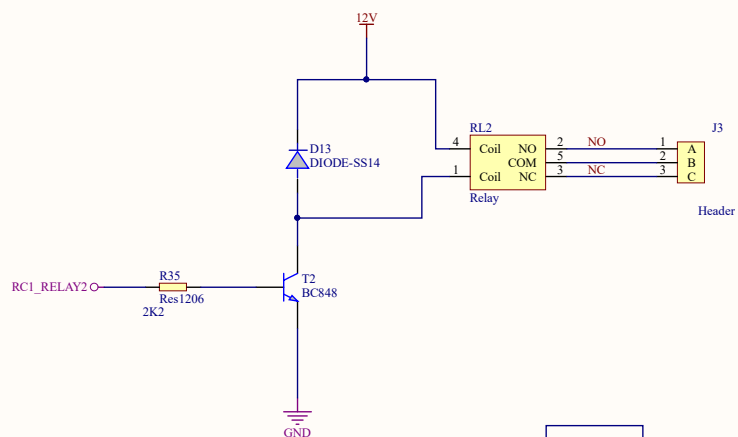 12V
D13
DIODE-SS14
RL2
4 Coil NO 2 NO 1 A
COM 5 2 B
1 Coil NC 3 NC 3 C
Relay
J3
Header
RC1_RELAY2
R35
Res1206
2K2
T2
BC848
GND